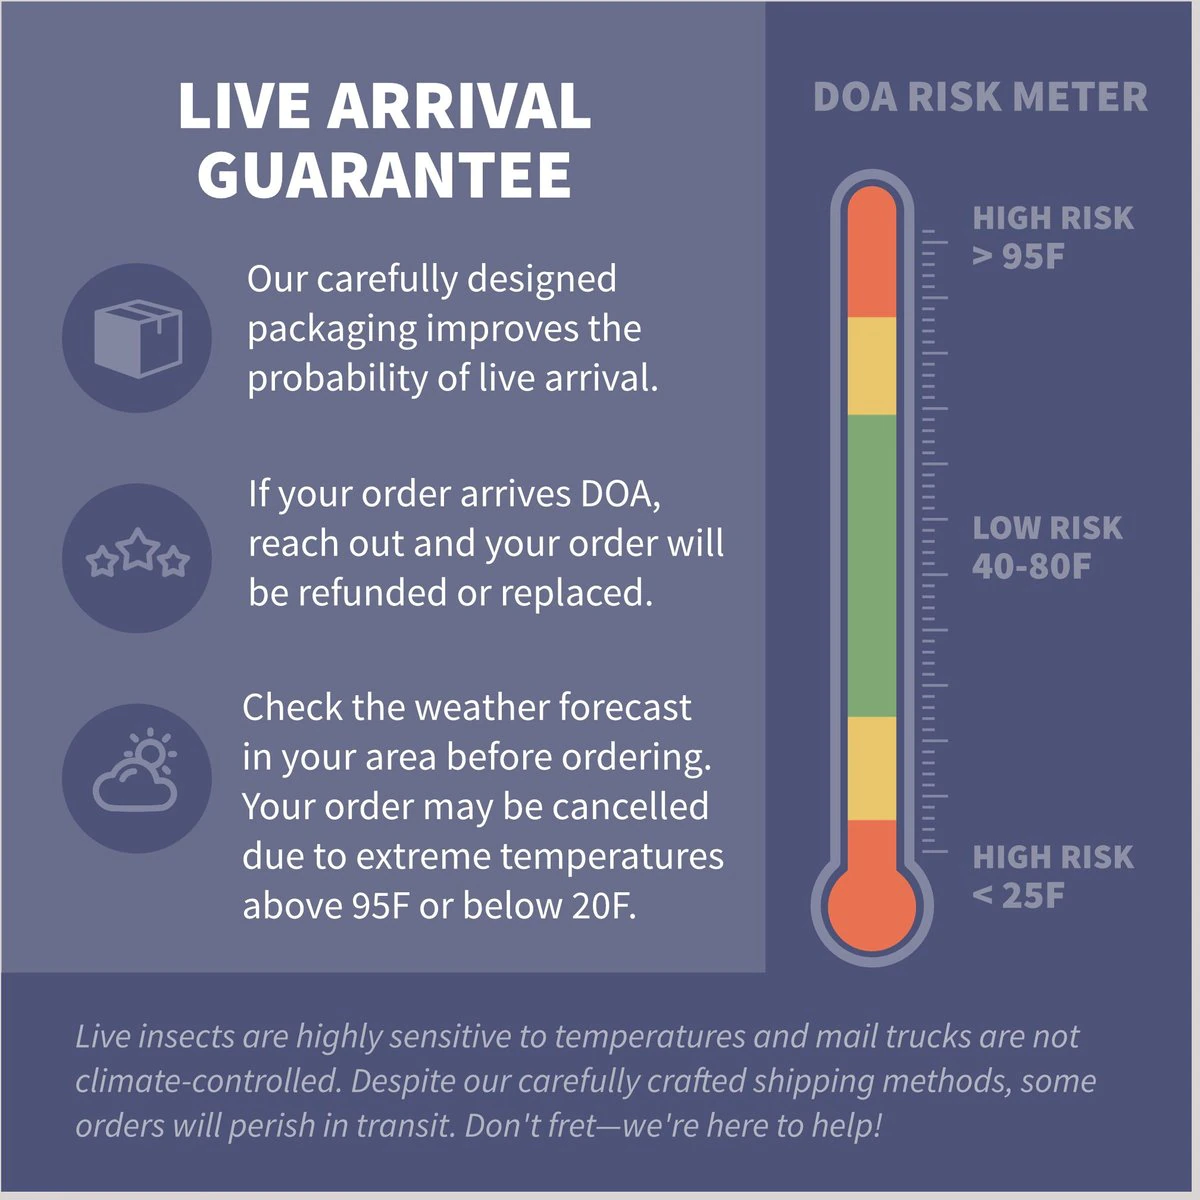 LIVE ARRIVAL
GUARANTEE
Our carefully designed
packaging improves the
probability of live arrival.
If your order arrives DOA,
reach out and your order will
be refunded or replaced.
Check the weather forecast
in your area before ordering.
Your order may be cancelled
due to extreme temperatures
above 95F or below 20F.
DOA RISK METER
HIGH RISK
> 95F
LOW RISK
40-80F
HIGH RISK
< 25F
Live insects are highly sensitive to temperatures and mail trucks are not
climate-controlled. Despite our carefully crafted shipping methods, some
orders will perish in transit. Don't fret—we're here to help!